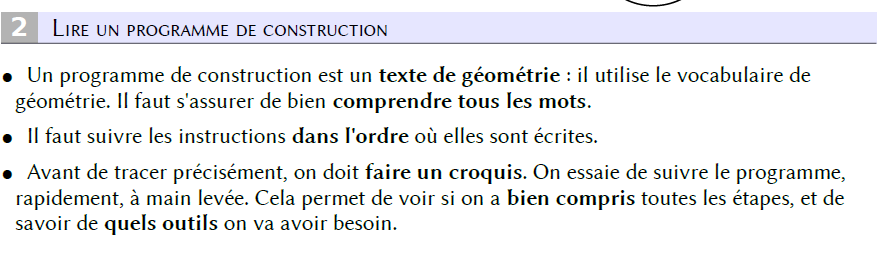 2 LIRE UN PROGRAMME DE CONSTRUCTION
● Un programme de construction est un texte de géométrie : il utilise le vocabulaire de
géométrie. Il faut s'assurer de bien comprendre tous les mots.
● Il faut suivre les instructions dans l'ordre où elles sont écrites.
● Avant de tracer précisément, on doit faire un croquis. On essaie de suivre le programme,
rapidement, à main levée. Cela permet de voir si on a bien compris toutes les étapes, et de
savoir de quels outils on va avoir besoin.